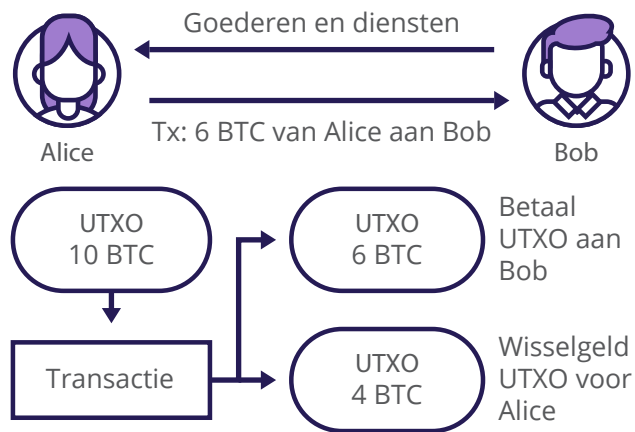 Goederen en diensten
Tx: 6 BTC van Alice aan Bob
Alice
Bob
UTXO
10 BTC
UTXO
6 BTC
Betaal
UTXO aan
Bob
Transactie
UTXO
4 BTC
Wisselgeld
UTXO voor
Alice